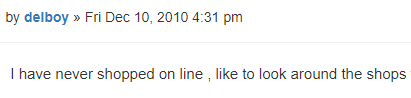 by delboy » Fri Dec 10, 2010 4:31 pm
I have never shopped on line , like to look around the shops